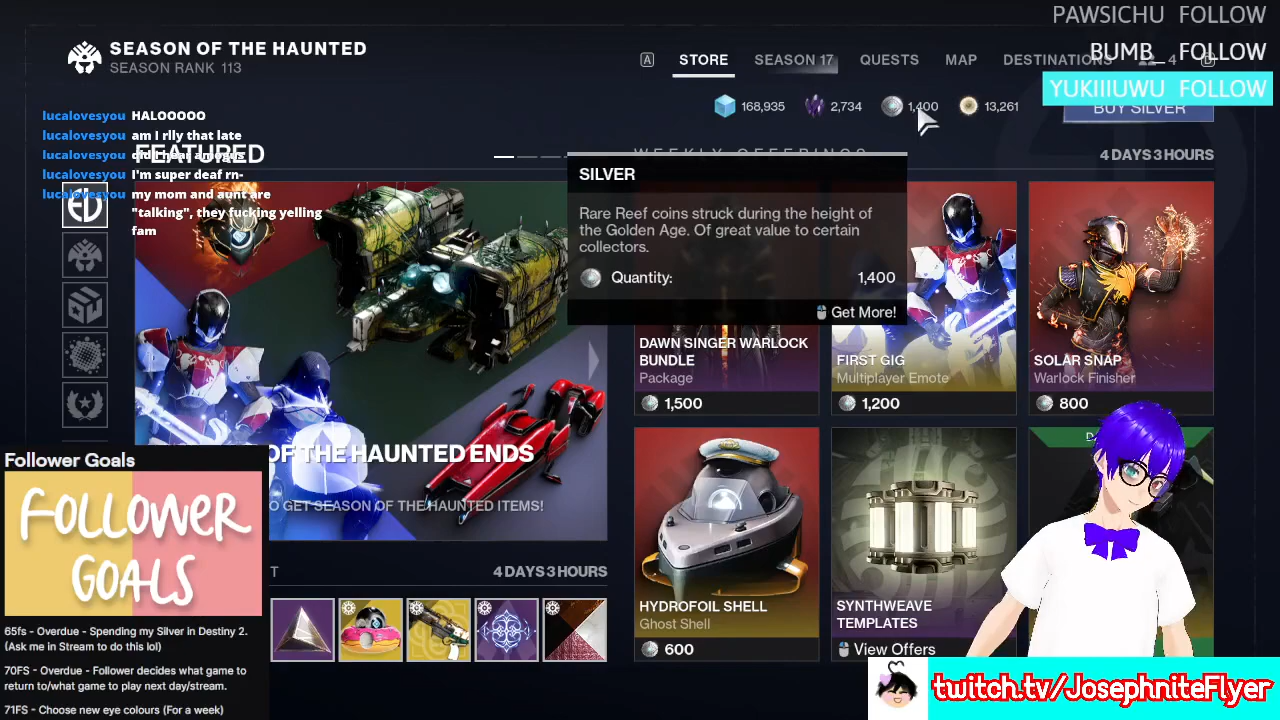 PAWSICHU FOLLOW
BUMB_ FOLLOW
YUKIIIUWU FOLLOW
SEASON OF THE HAUNTED
SEASON RANK 113
A
STORE
SEASON 17
QUESTS
MAP
DESTINATIONS
4
D
168,935
2,734
1,400
13,261
BUY SILVER
lucalovesyou HALOOOOO
lucalovesyou am I rlly that late
lucalovesyou did I hear amogus
lucalovesyou I'm super deaf rn-
lucalovesyou my mom and aunt are
"talking", they fucking yelling
fam
FEATURED
WEEKLY OFFERINGS
4 DAYS 3 HOURS
SILVER
Rare Reef coins struck during the height of
the Golden Age. Of great value to certain
collectors.
Quantity: 1,400
Get More!
DAWN SINGER WARLOCK
BUNDLE
Package
1,500
FIRST GIG
Multiplayer Emote
1,200
SOLAR SNAP
Warlock Finisher
800
OF THE HAUNTED ENDS
O GET SEASON OF THE HAUNTED ITEMS!
T
4 DAYS 3 HOURS
HYDROFOIL SHELL
Ghost Shell
600
SYNTHWEAVE
TEMPLATES
View Offers
Follower Goals
FOLLOWER
GOALS
65fs - Overdue - Spending my Silver in Destiny 2.
(Ask me in Stream to do this lol)
70FS - Overdue - Follower decides what game to
return to/what game to play next day/stream.
71FS - Choose new eye colours (For a week)
twitch.tv/JosephniteFlyer